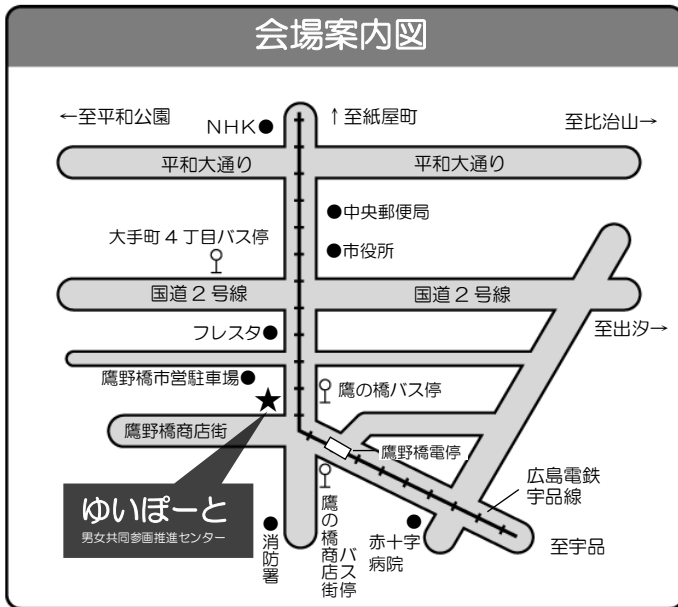 会場案内図
←至平和公園
NHK●
↑至紙屋町
至比治山→
平和大通り
平和大通り
●中央郵便局
大手町4丁目バス停
●市役所
国道2号線
国道2号線
フレスタ●
至出汐→
鷹野橋市営駐車場●
鷹の橋バス停
★
鷹野橋商店街
鷹野橋電停
ゆいぽーと
男女共同参画推進センター
広島電鉄
宇品線
●消防署
鷹の橋商店街
バス停
●
赤十字
病院
至宇品